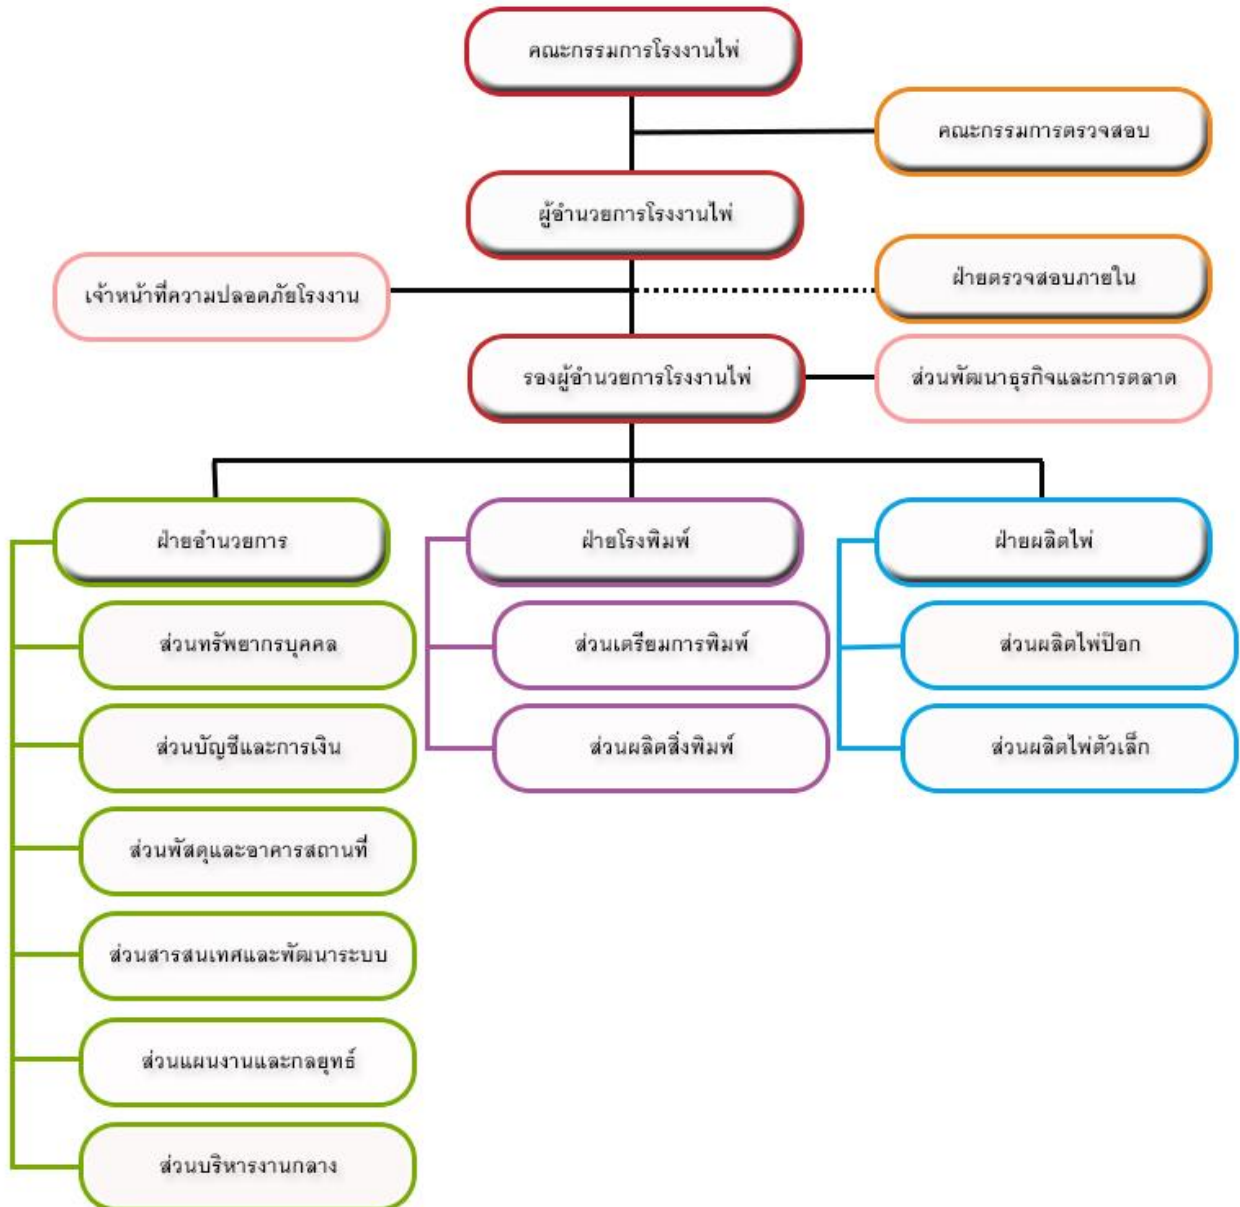 คณะกรรมการโรงงานไพ่
คณะกรรมการตรวจสอบ
ผู้อำนวยการโรงงานไพ่
เจ้าหน้าที่ความปลอดภัยโรงงาน
ฝ่ายตรวจสอบภายใน
รองผู้อำนวยการโรงงานไพ่
ส่วนพัฒนาธุรกิจและการตลาด
ฝ่ายอำนวยการ
ฝ่ายโรงพิมพ์
ฝ่ายผลิตไพ่
ส่วนทรัพยากรบุคคล
ส่วนเตรียมการพิมพ์
ส่วนผลิตไพ่ป๊อก
ส่วนบัญชีและการเงิน
ส่วนผลิตสิ่งพิมพ์
ส่วนผลิตไพ่ตัวเล็ก
ส่วนพัสดุและอาคารสถานที่
ส่วนสารสนเทศและพัฒนาระบบ
ส่วนแผนงานและกลยุทธ์
ส่วนบริหารงานกลาง